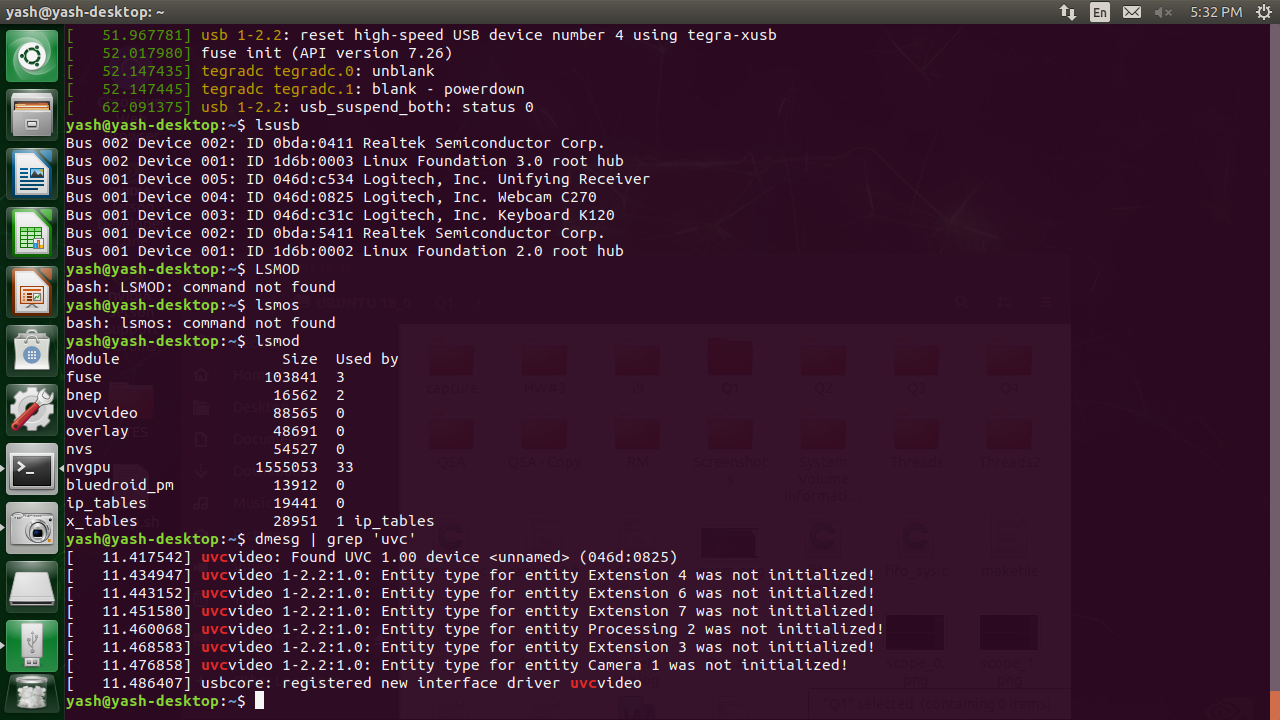 yash@yash-desktop: ~
En
5:32 PM
[   51.967781] usb 1-2.2: reset high-speed USB device number 4 using tegra-xusb
[   52.017980] fuse init (API version 7.26)
[   52.147435] tegradc tegradc.0: unblank
[   52.147445] tegradc tegradc.1: blank - powerdown
[   62.091375] usb 1-2.2: usb_suspend_both: status 0
yash@yash-desktop:~$ lsusb
Bus 002 Device 002: ID 0bda:0411 Realtek Semiconductor Corp.
Bus 002 Device 001: ID 1d6b:0003 Linux Foundation 3.0 root hub
Bus 001 Device 005: ID 046d:c534 Logitech, Inc. Unifying Receiver
Bus 001 Device 004: ID 046d:0825 Logitech, Inc. Webcam C270
Bus 001 Device 003: ID 046d:c31c Logitech, Inc. Keyboard K120
Bus 001 Device 002: ID 0bda:5411 Realtek Semiconductor Corp.
Bus 001 Device 001: ID 1d6b:0002 Linux Foundation 2.0 root hub
yash@yash-desktop:~$ LSMOD
bash: LSMOD: command not found
yash@yash-desktop:~$ lsmos
bash: lsmos: command not found
yash@yash-desktop:~$ lsmod
Module                  Size  Used by
fuse                  103841  3
bnep                   16562  2
uvcvideo               88565  0
overlay                48691  0
nvs                    54527  0
nvgpu                1555053  33
bluedroid_pm           13912  0
ip_tables              19441  0
x_tables               28951  1 ip_tables
yash@yash-desktop:~$ dmesg | grep 'uvc'
[   11.417542] uvcvideo: Found UVC 1.00 device <unnamed> (046d:0825)
[   11.434947] uvcvideo 1-2.2:1.0: Entity type for entity Extension 4 was not initialized!
[   11.443152] uvcvideo 1-2.2:1.0: Entity type for entity Extension 6 was not initialized!
[   11.451580] uvcvideo 1-2.2:1.0: Entity type for entity Extension 7 was not initialized!
[   11.460068] uvcvideo 1-2.2:1.0: Entity type for entity Processing 2 was not initialized!
[   11.468583] uvcvideo 1-2.2:1.0: Entity type for entity Extension 3 was not initialized!
[   11.476858] uvcvideo 1-2.2:1.0: Entity type for entity Camera 1 was not initialized!
[   11.486407] usbcore: registered new interface driver uvcvideo
yash@yash-desktop:~$
capture
HW#3
Q1
Q2
Q3
Q4
Threads
Threads2